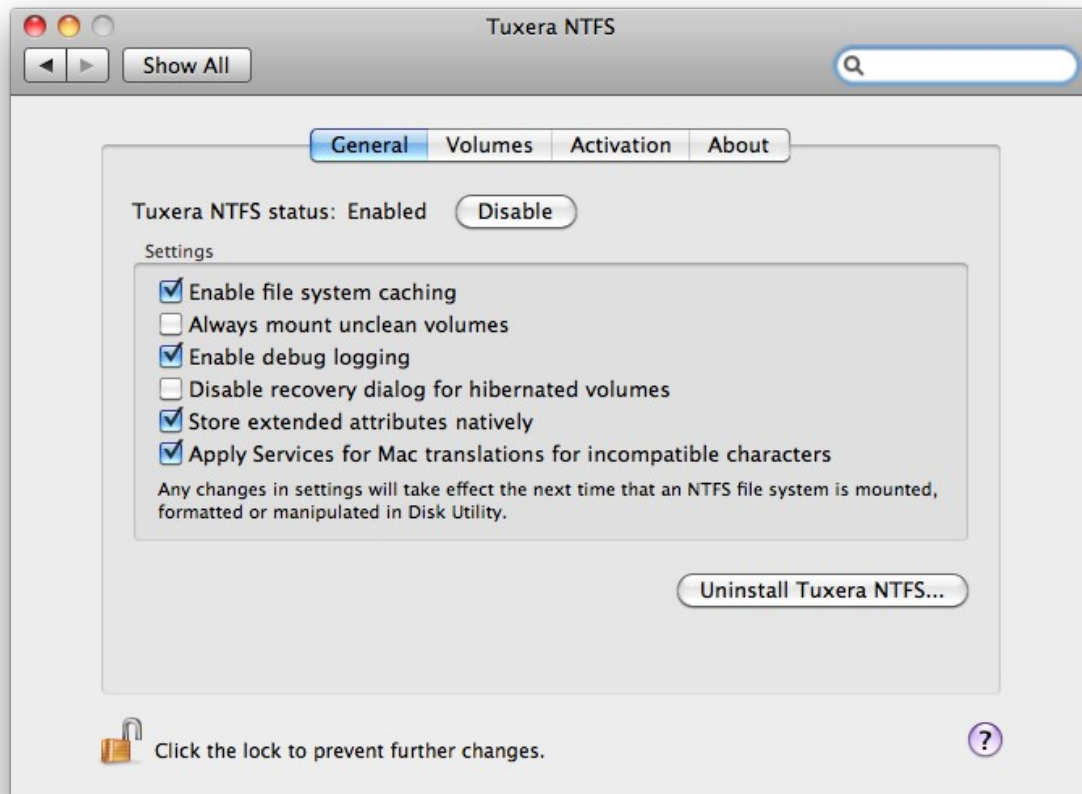 Tuxera NTFS
Show All
General Volumes Activation About
Tuxera NTFS status: Enabled Disable
Settings
Enable file system caching
Always mount unclean volumes
Enable debug logging
Disable recovery dialog for hibernated volumes
Store extended attributes natively
Apply Services for Mac translations for incompatible characters
Any changes in settings will take effect the next time that an NTFS file system is mounted,
formatted or manipulated in Disk Utility.
Uninstall Tuxera NTFS...
Click the lock to prevent further changes.
?